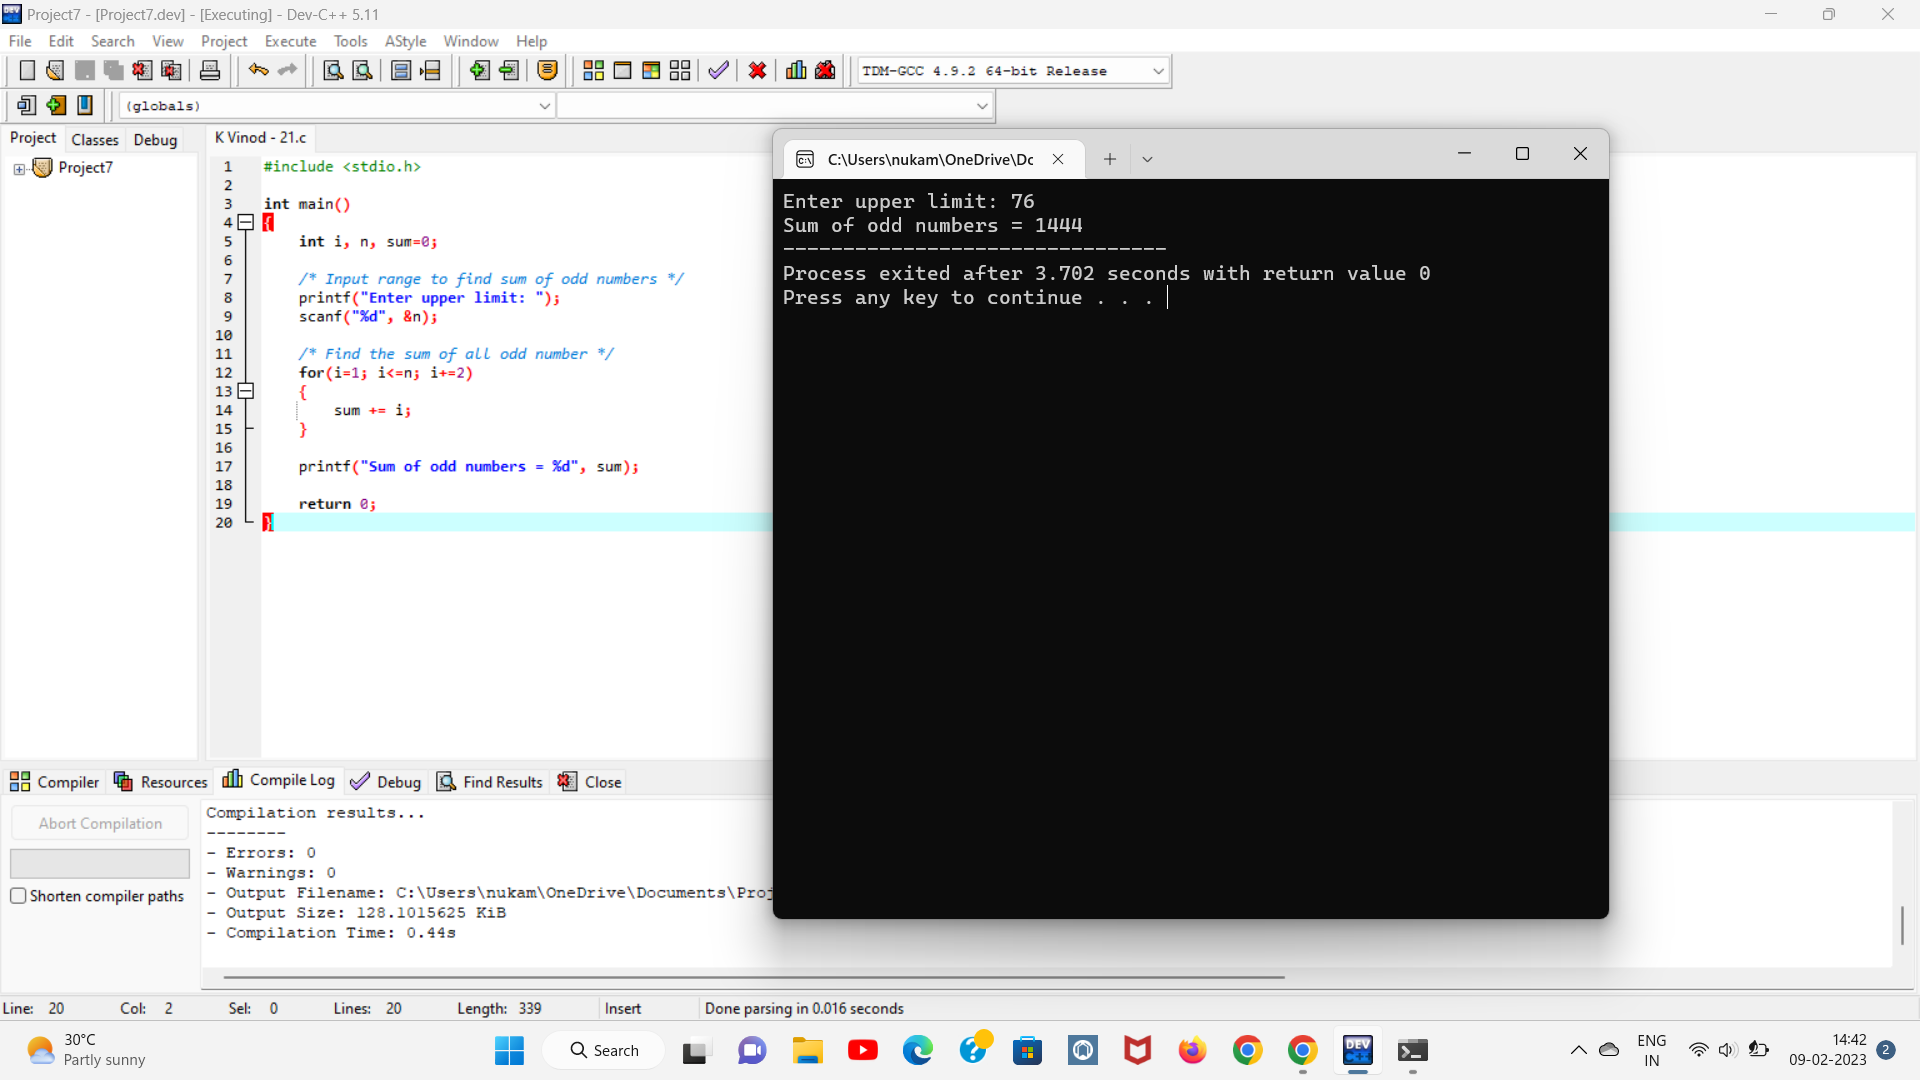 Project7 - [Project7.dev] - [Executing] - Dev-C++ 5.11
File Edit Search View Project Execute Tools AStyle Window Help
TDM-GCC 4.9.2 64-bit Release
(globals)
Project Classes Debug
K Vinod - 21.c
Project7
1 #include <stdio.h>
2
3 int main()
4 {
5 int i, n, sum=0;
6
7 /* Input range to find sum of odd numbers */
8 printf("Enter upper limit: ");
9 scanf("%d", &n);
10
11 /* Find the sum of all odd number */
12 for(i=1; i<=n; i+=2)
13 {
14 sum += i;
15 }
16
17 printf("Sum of odd numbers = %d", sum);
18
19 return 0;
20 }
C:\Users\nukam\OneDrive\Dc
Enter upper limit: 76
Sum of odd numbers = 1444
--------------------------------
Process exited after 3.702 seconds with return value 0
Press any key to continue . . .
Compiler Resources Compile Log Debug Find Results Close
Abort Compilation
Shorten compiler paths
Compilation results...
--------
- Errors: 0
- Warnings: 0
- Output Filename: C:\Users\nukam\OneDrive\Documents\Proj
- Output Size: 128.1015625 KiB
- Compilation Time: 0.44s
Line: 20 Col: 2 Sel: 0 Lines: 20 Length: 339 Insert Done parsing in 0.016 seconds
30°C
Partly sunny
Search
DEV
ENG
IN
14:42
09-02-2023
2